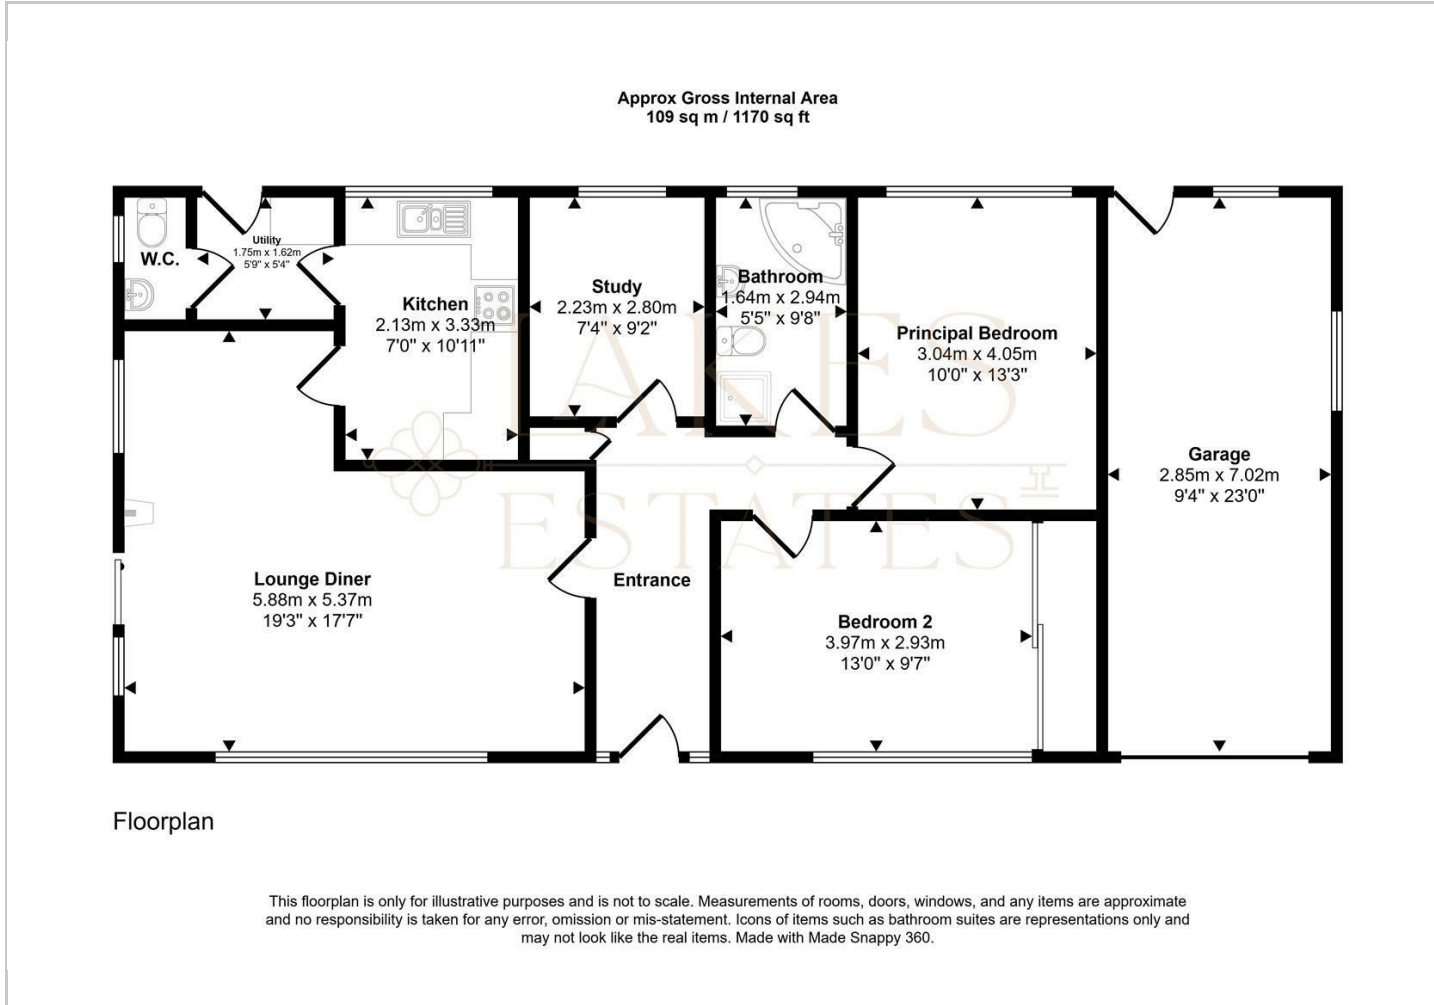 Approx Gross Internal Area
109 sq m / 1170 sq ft
W.C.
Utility
1.75m x 1.62m
5'9" x 5'4"
Kitchen
2.13m x 3.33m
7'0" x 10'11"
Study
2.23m x 2.80m
7'4" x 9'2"
Bathroom
1.64m x 2.94m
5'5" x 9'8"
Principal Bedroom
3.04m x 4.05m
10'0" x 13'3"
Garage
2.85m x 7.02m
9'4" x 23'0"
LAKES
ESTATES
Lounge Diner
5.88m x 5.37m
19'3" x 17'7"
Entrance
Bedroom 2
3.97m x 2.93m
13'0" x 9'7"
Floorplan
This floorplan is only for illustrative purposes and is not to scale. Measurements of rooms, doors, windows, and any items are approximate
and no responsibility is taken for any error, omission or mis-statement. Icons of items such as bathroom suites are representations only and
may not look like the real items. Made with Made Snappy 360.